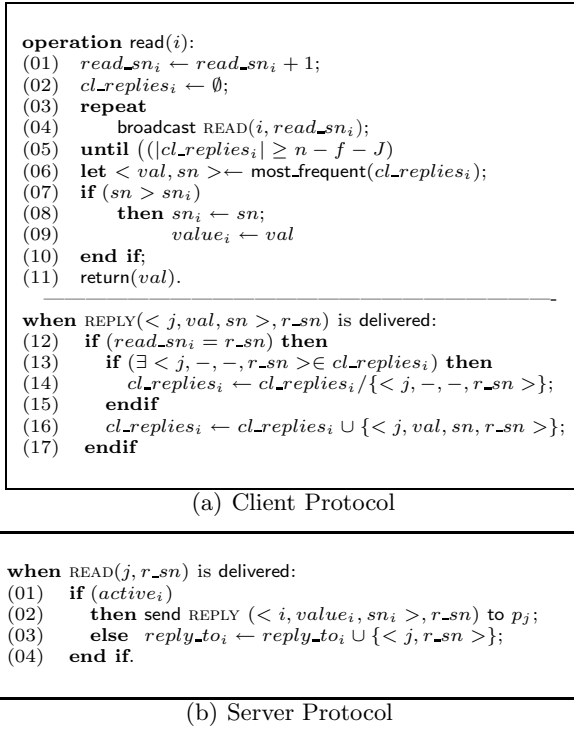 operation read(i):
(01) read_sn_i ← read_sn_i + 1;
(02) cl_replies_i ← ∅;
(03) repeat
(04) broadcast READ(i, read_sn_i);
(05) until ((|cl_replies_i| ≥ n − f − J)
(06) let < val, sn >← most_frequent(cl_replies_i);
(07) if (sn > sn_i)
(08) then sn_i ← sn;
(09) value_i ← val
(10) end if;
(11) return(val).
when REPLY(< j, val, sn >, r_sn) is delivered:
(12) if (read_sn_i = r_sn) then
(13) if (∃ < j, −, −, r_sn >∈ cl_replies_i) then
(14) cl_replies_i ← cl_replies_i/{< j, −, −, r_sn >};
(15) endif
(16) cl_replies_i ← cl_replies_i ∪ {< j, val, sn, r_sn >};
(17) endif
(a) Client Protocol
when READ(j, r_sn) is delivered:
(01) if (active_i)
(02) then send REPLY (< i, value_i, sn_i >, r_sn) to p_j;
(03) else reply_to_i ← reply_to_i ∪ {< j, r_sn >};
(04) end if.
(b) Server Protocol